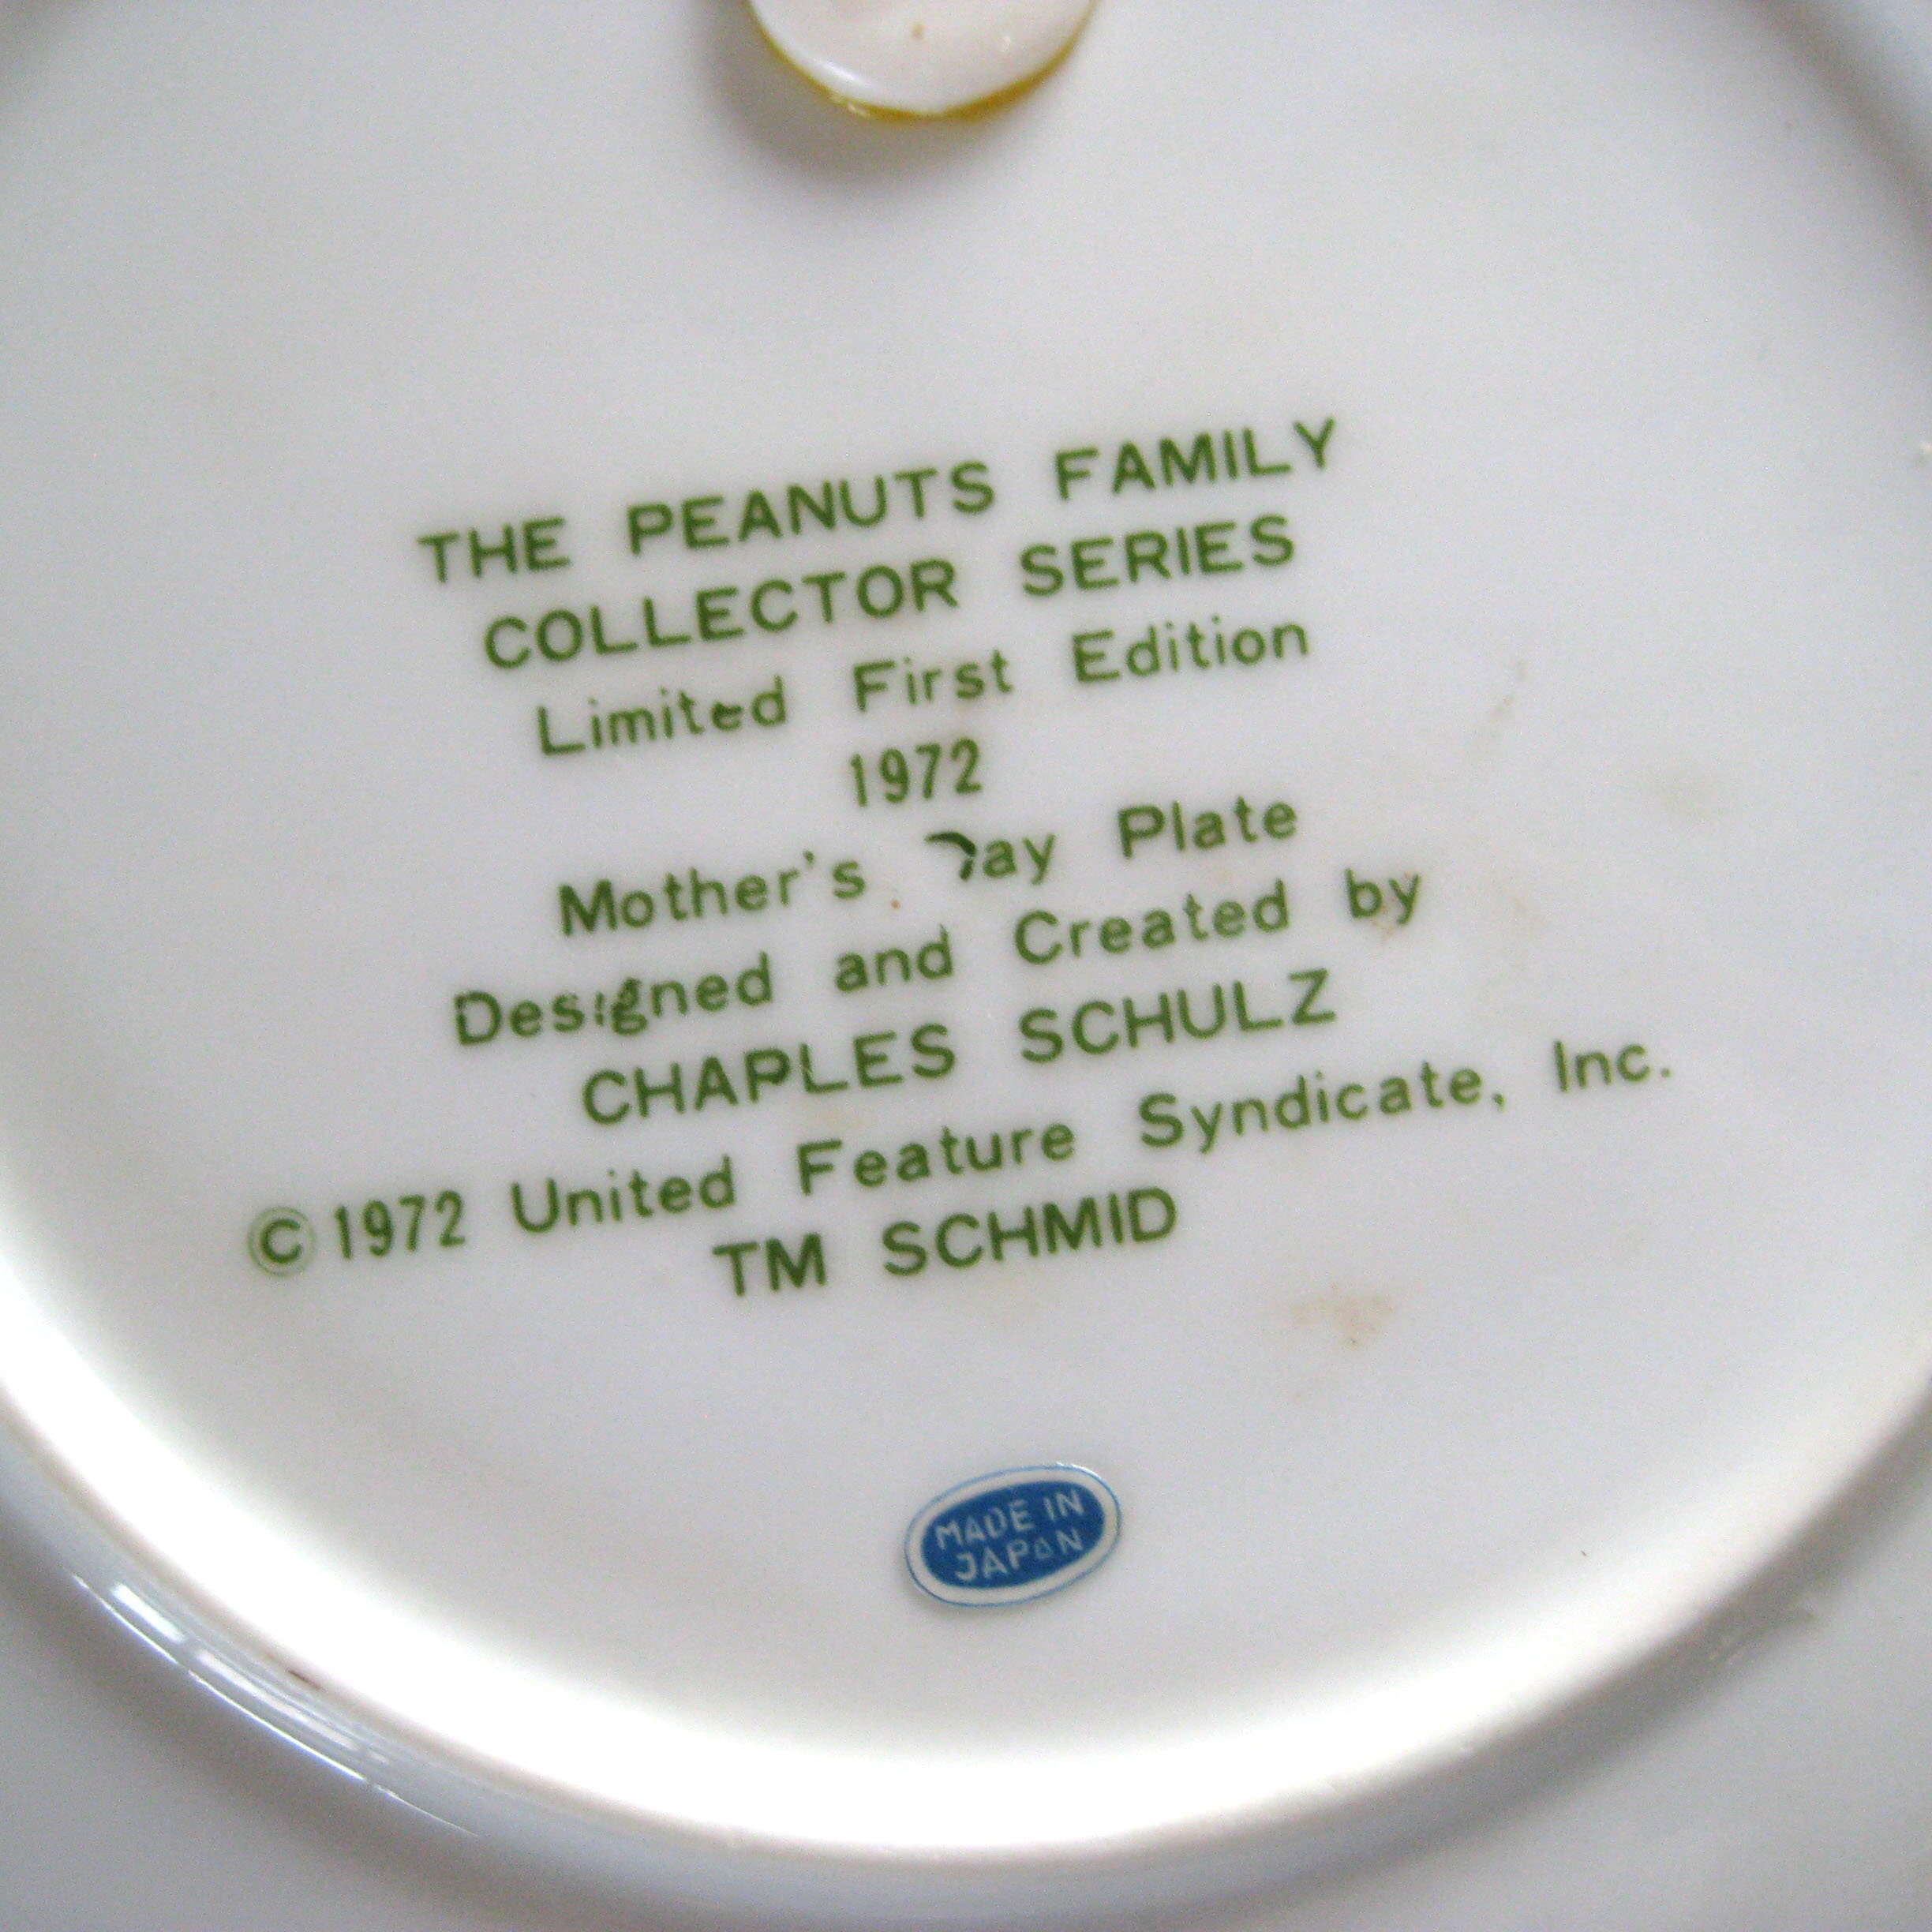 THE PEANUTS FAMILY
COLLECTOR SERIES
Limited First Edition
1972
Mother's Day Plate
Designed and Created by
CHARLES SCHULZ
©1972 United Feature Syndicate, Inc.
TM SCHMID
MADE IN
JAPAN